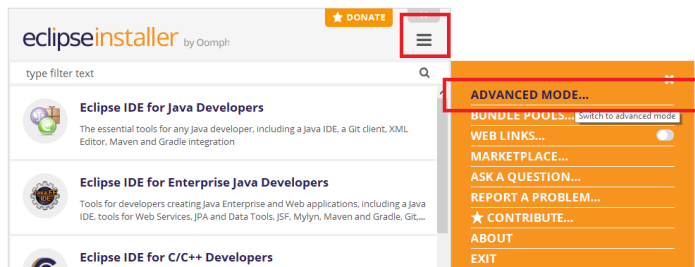 ★ DONATE
eclipseinstaller by Oomph
type filter text
Eclipse IDE for Java Developers
The essential tools for any Java developer, including a Java IDE, a Git client, XML
Editor, Maven and Gradle integration
Java EE
IDE
Eclipse IDE for Enterprise Java Developers
Tools for developers creating Java Enterprise and Web applications, including a Java
IDE, tools for Web Services, JPA and Data Tools, JSF, Mylyn, Maven and Gradle, Git,...
Eclipse IDE for C/C++ Developers
ADVANCED MODE...
BUNDLE POOLS...
Switch to advanced mode
WEB LINKS...
MARKETPLACE...
ASK A QUESTION...
REPORT A PROBLEM...
★ CONTRIBUTE...
ABOUT
EXIT